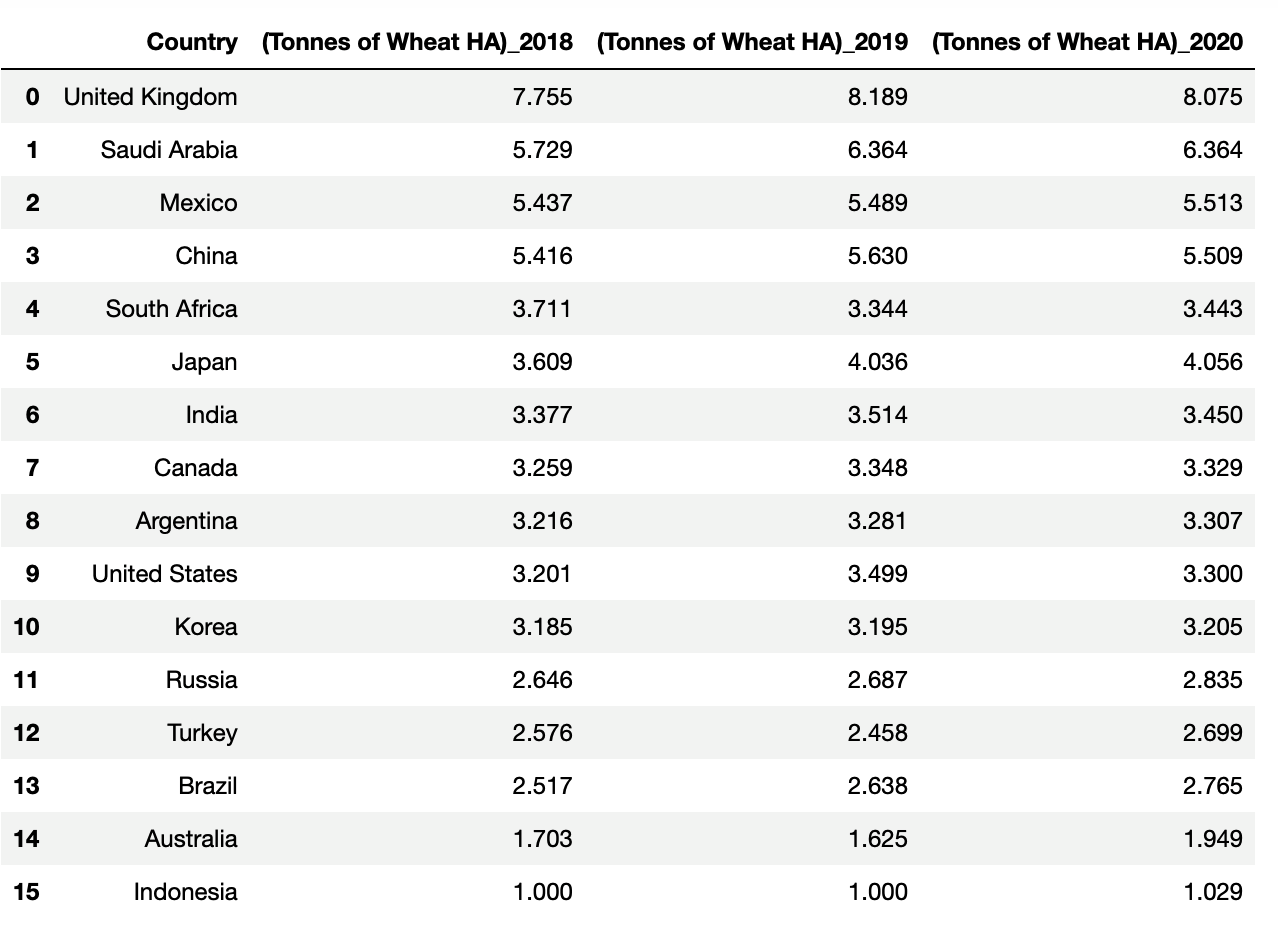 Country (Tonnes of Wheat HA)_2018 (Tonnes of Wheat HA)_2019 (Tonnes of Wheat HA)_2020
0 United Kingdom 7.755 8.189 8.075
1 Saudi Arabia 5.729 6.364 6.364
2 Mexico 5.437 5.489 5.513
3 China 5.416 5.630 5.509
4 South Africa 3.711 3.344 3.443
5 Japan 3.609 4.036 4.056
6 India 3.377 3.514 3.450
7 Canada 3.259 3.348 3.329
8 Argentina 3.216 3.281 3.307
9 United States 3.201 3.499 3.300
10 Korea 3.185 3.195 3.205
11 Russia 2.646 2.687 2.835
12 Turkey 2.576 2.458 2.699
13 Brazil 2.517 2.638 2.765
14 Australia 1.703 1.625 1.949
15 Indonesia 1.000 1.000 1.029